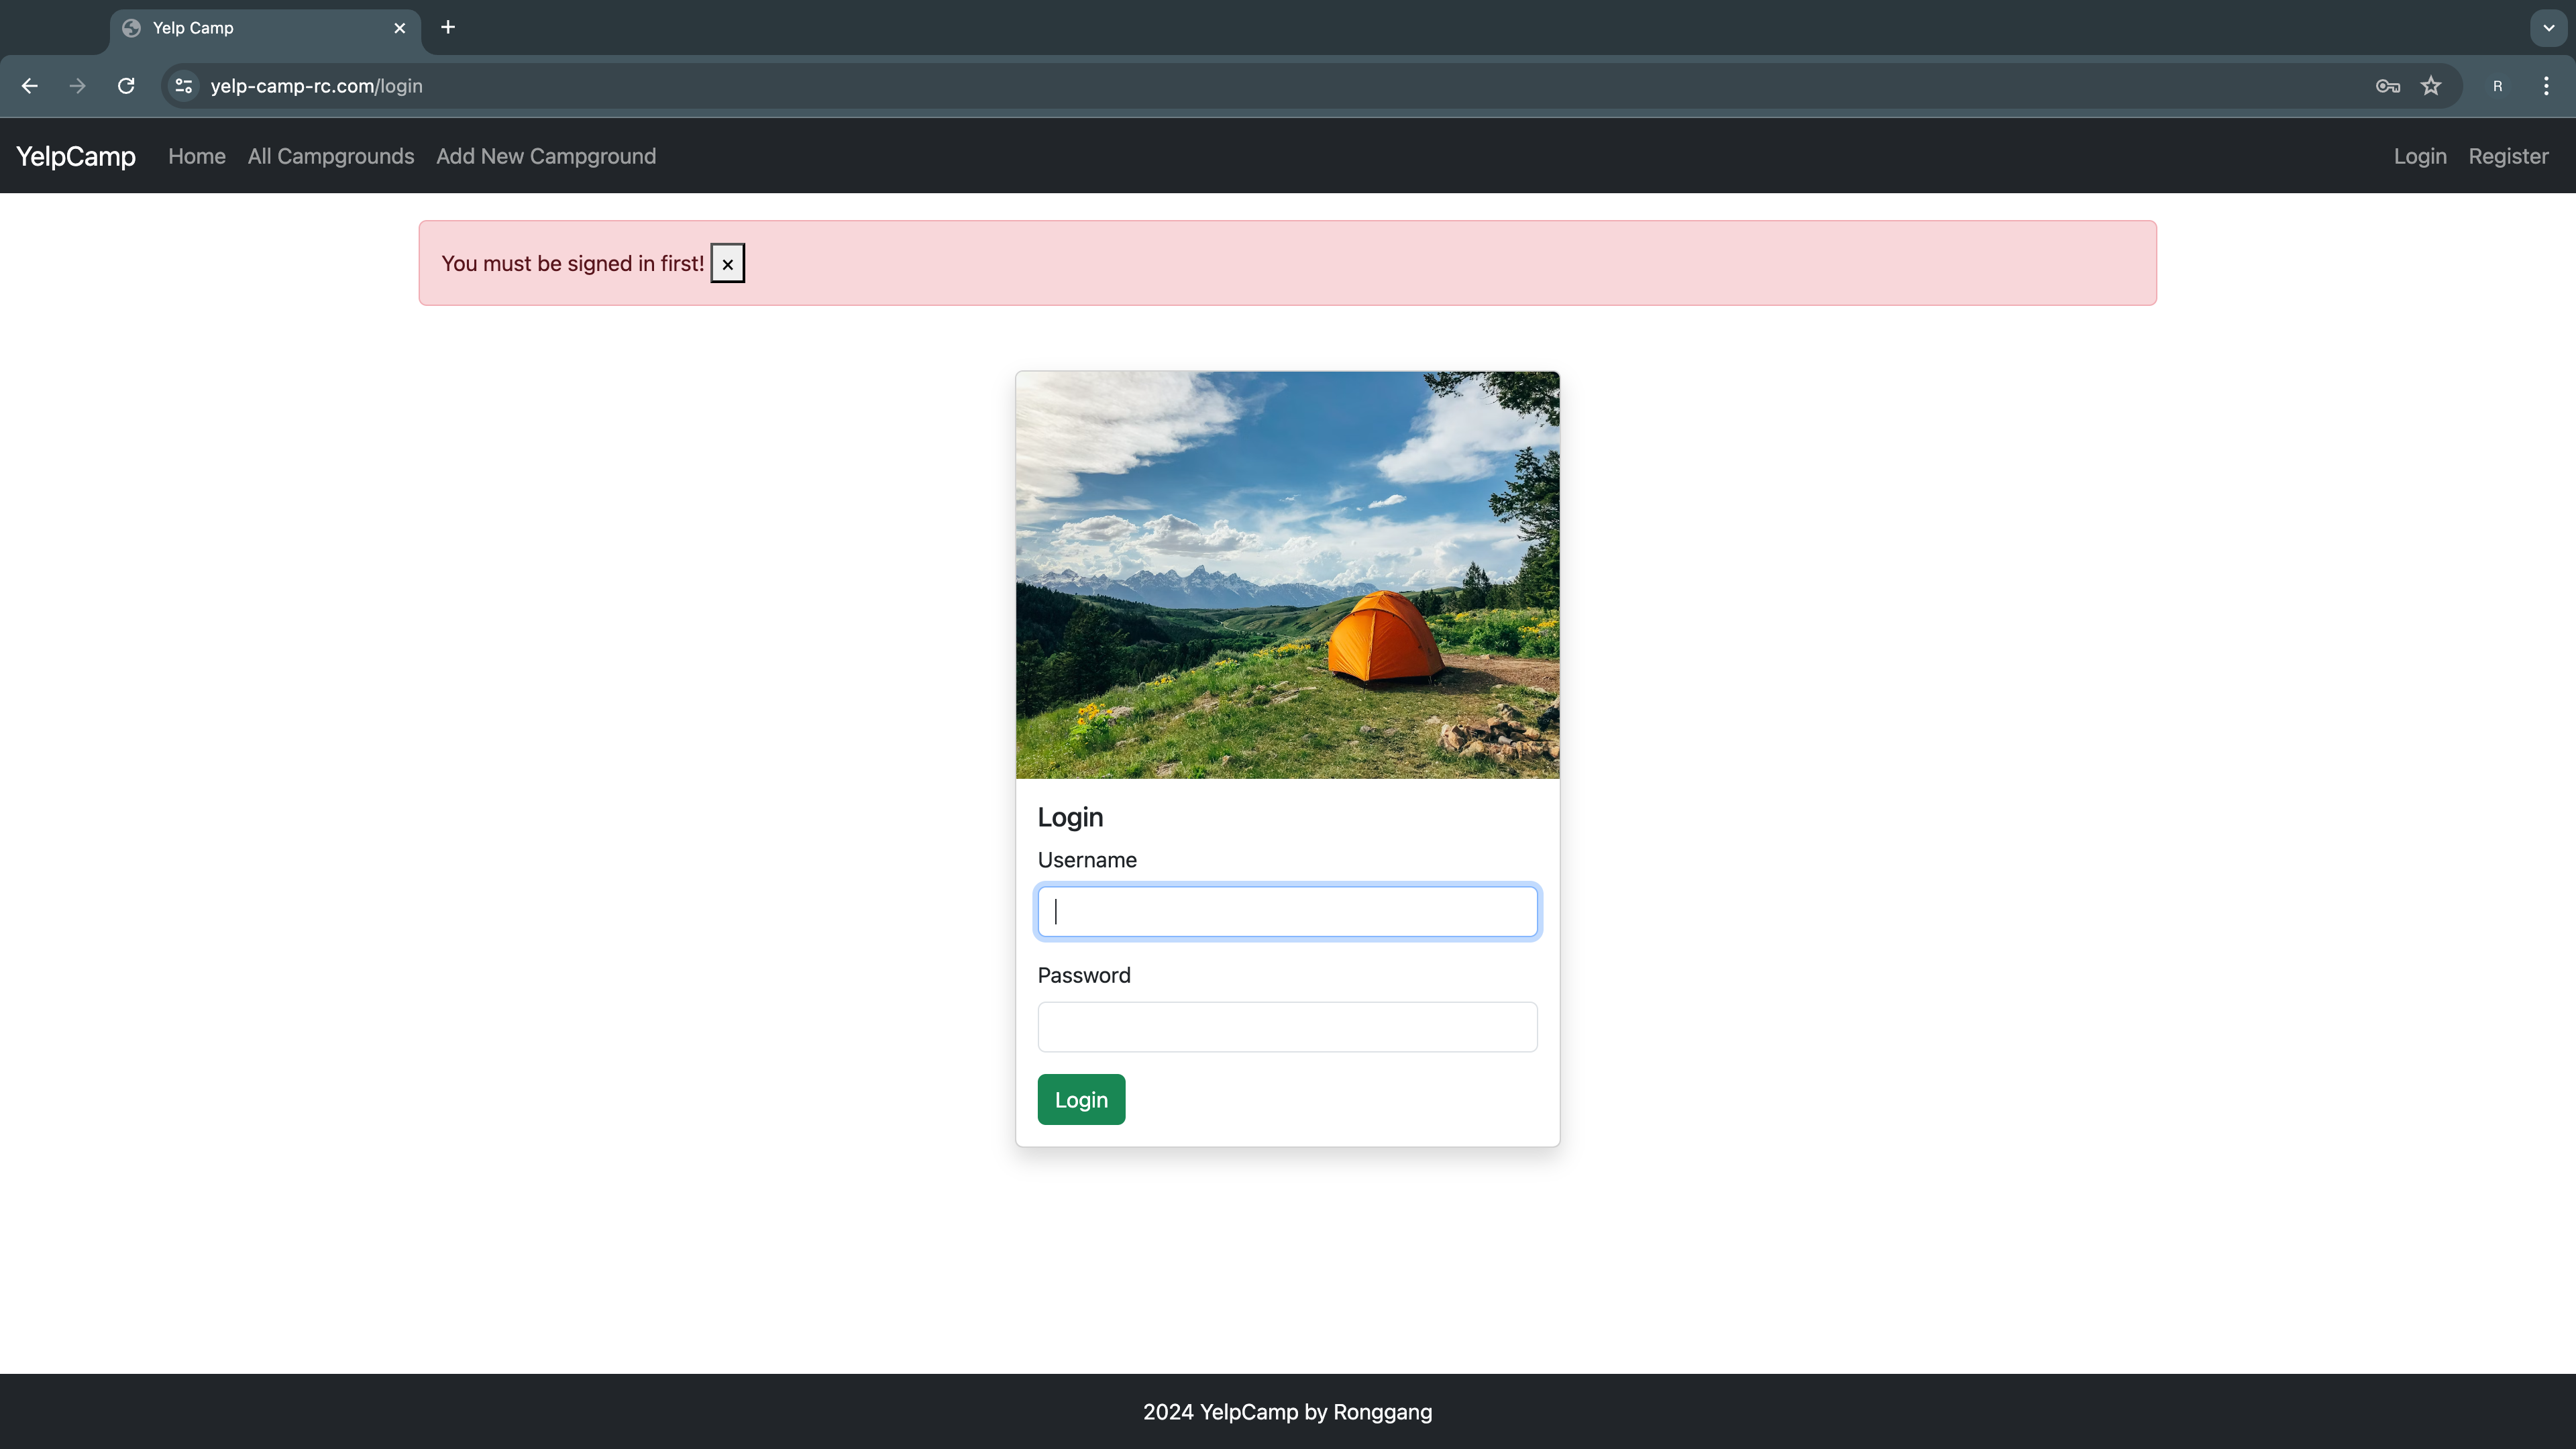 Yelp Camp
yelp-camp-rc.com/login
R
YelpCamp Home All Campgrounds Add New Campground Login Register
You must be signed in first! ×
Login
Username
Password
Login
2024 YelpCamp by Ronggang